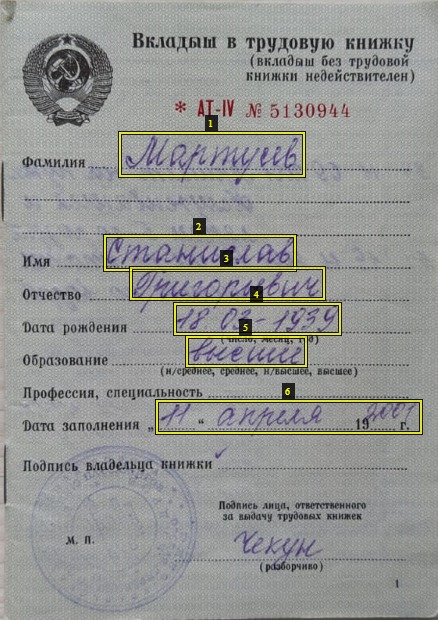 Вкладыш в трудовую книжку
(вкладыш без трудовой
книжки недействителен)
* АТ-IV № 5130944
1
Фамилия Мартусев
2
Имя Станислав
3
Отчество Григорьевич
4
Дата рождения 18 03-1939
5
(число, месяц, год)
Образование высшее
(н/среднее, среднее, н/высшее, высшее)
6
Профессия, специальность
Дата заполнения „11“ апреля 19 2001 г.
Подпись владельца книжки
Подпись лица, ответственного
за выдачу трудовых книжек
М. П. Чекун
(разборчиво)
1